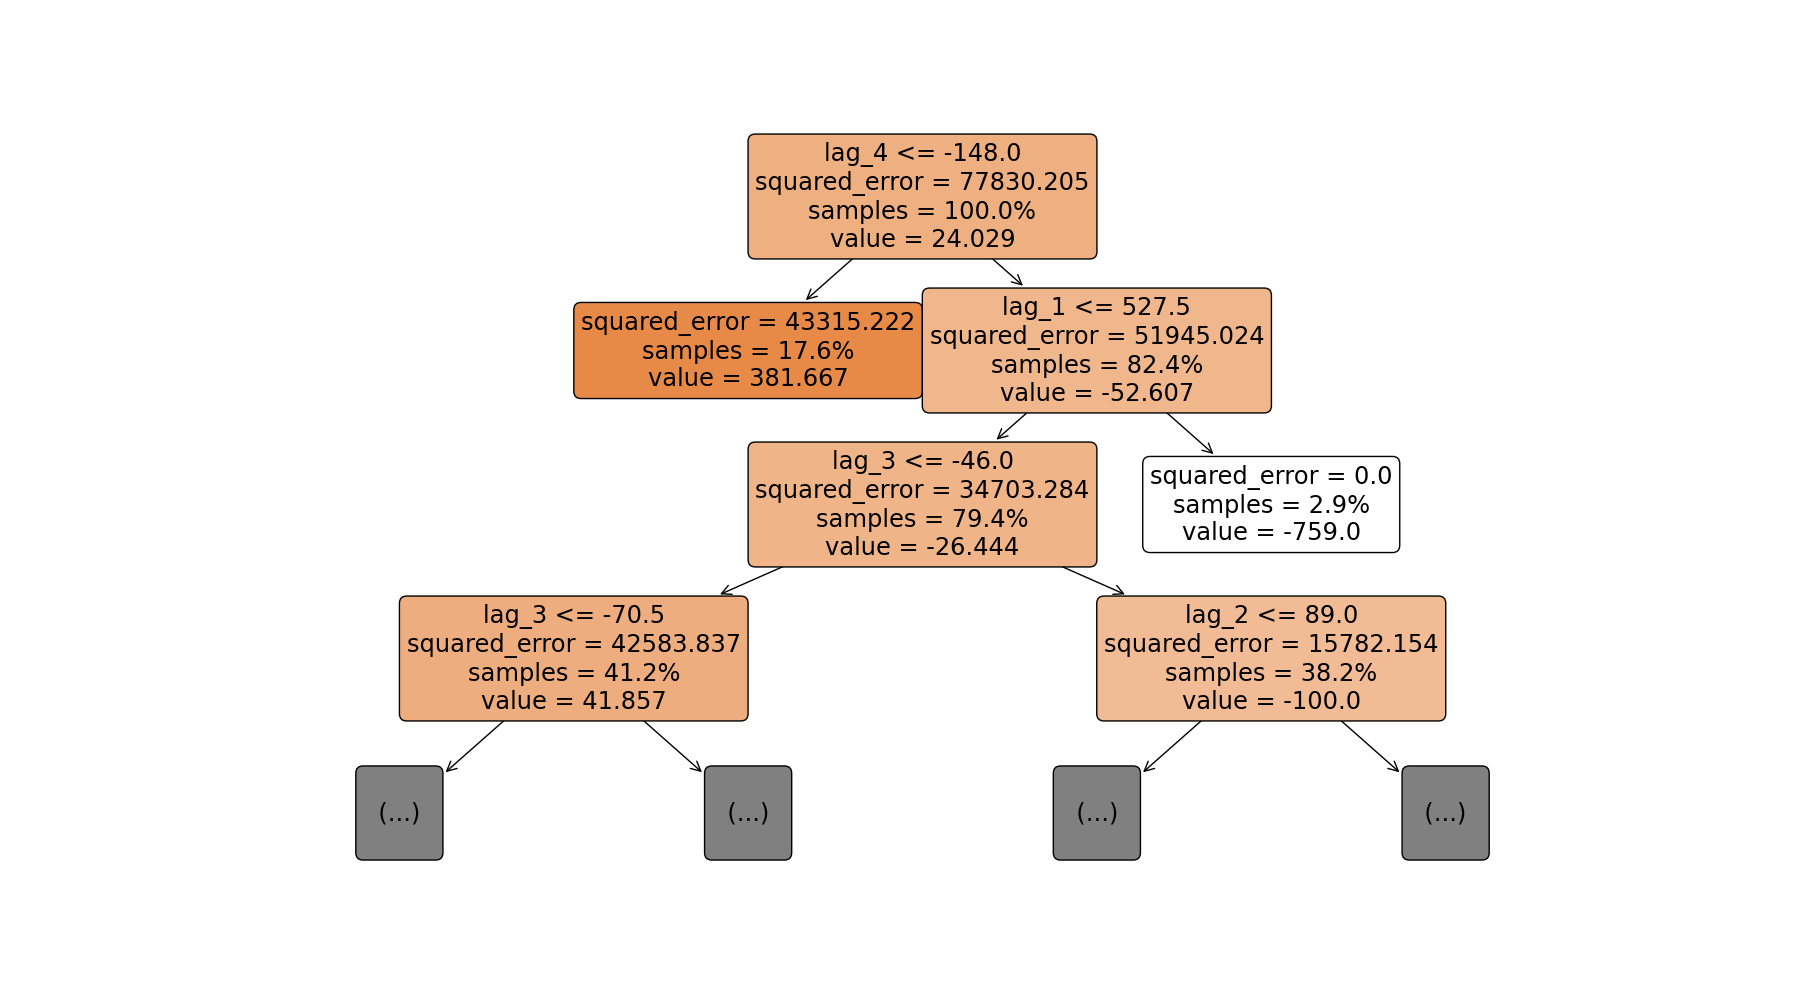 lag_4 <= -148.0
squared_error = 77830.205
samples = 100.0%
value = 24.029
squared_error = 43315.222
samples = 17.6%
value = 381.667
lag_1 <= 527.5
squared_error = 51945.024
samples = 82.4%
value = -52.607
lag_3 <= -46.0
squared_error = 34703.284
samples = 79.4%
value = -26.444
squared_error = 0.0
samples = 2.9%
value = -759.0
lag_3 <= -70.5
squared_error = 42583.837
samples = 41.2%
value = 41.857
lag_2 <= 89.0
squared_error = 15782.154
samples = 38.2%
value = -100.0
(...)
(...)
(...)
(...)